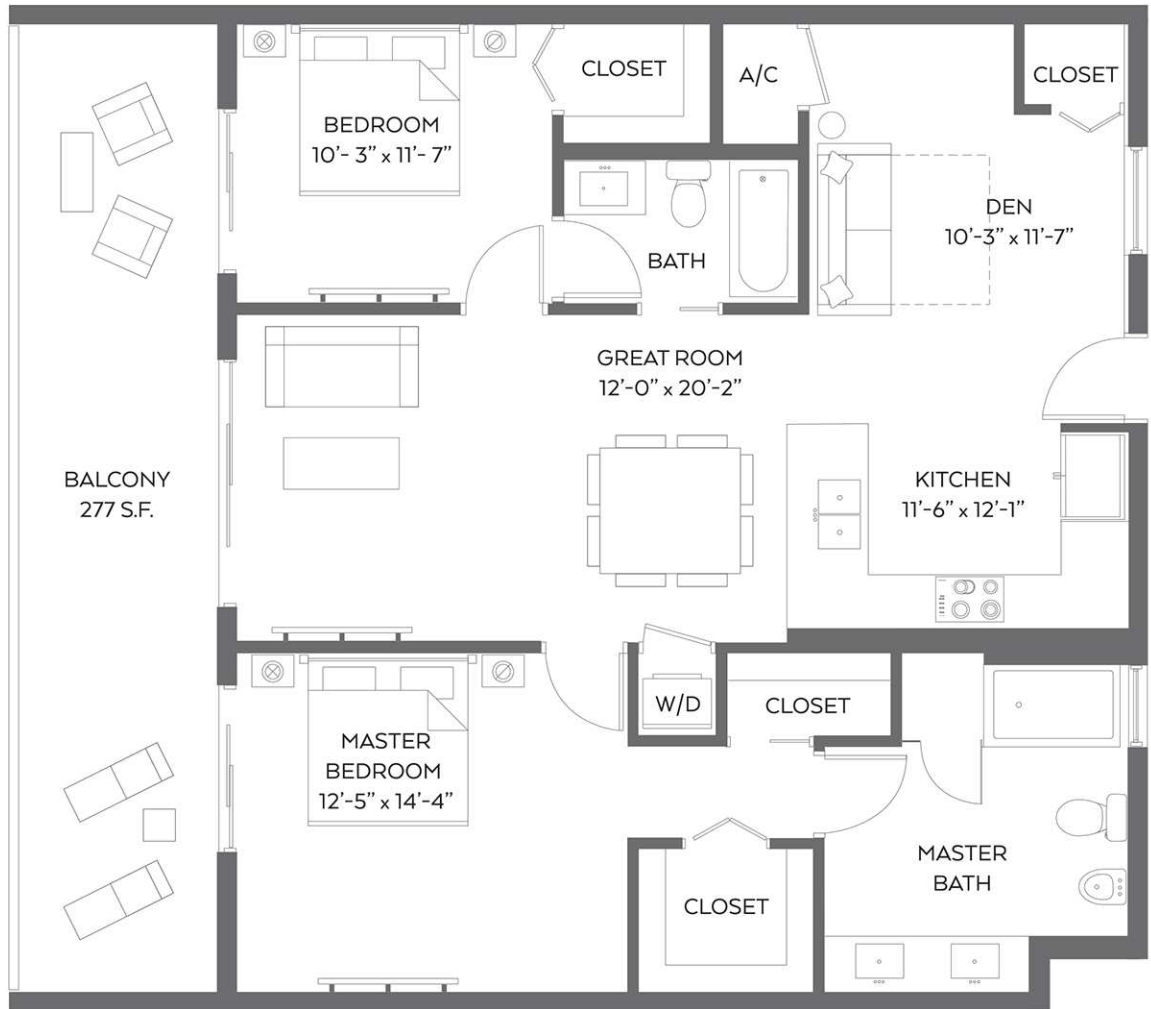 CLOSET
A/C
CLOSET
BEDROOM
10’- 3” x 11’- 7”
DEN
10’-3” x 11’-7”
BATH
GREAT ROOM
12’-0” x 20’-2”
BALCONY
277 S.F.
KITCHEN
11’-6” x 12’-1”
W/D
CLOSET
MASTER
BEDROOM
12’-5” x 14’-4”
MASTER
BATH
CLOSET